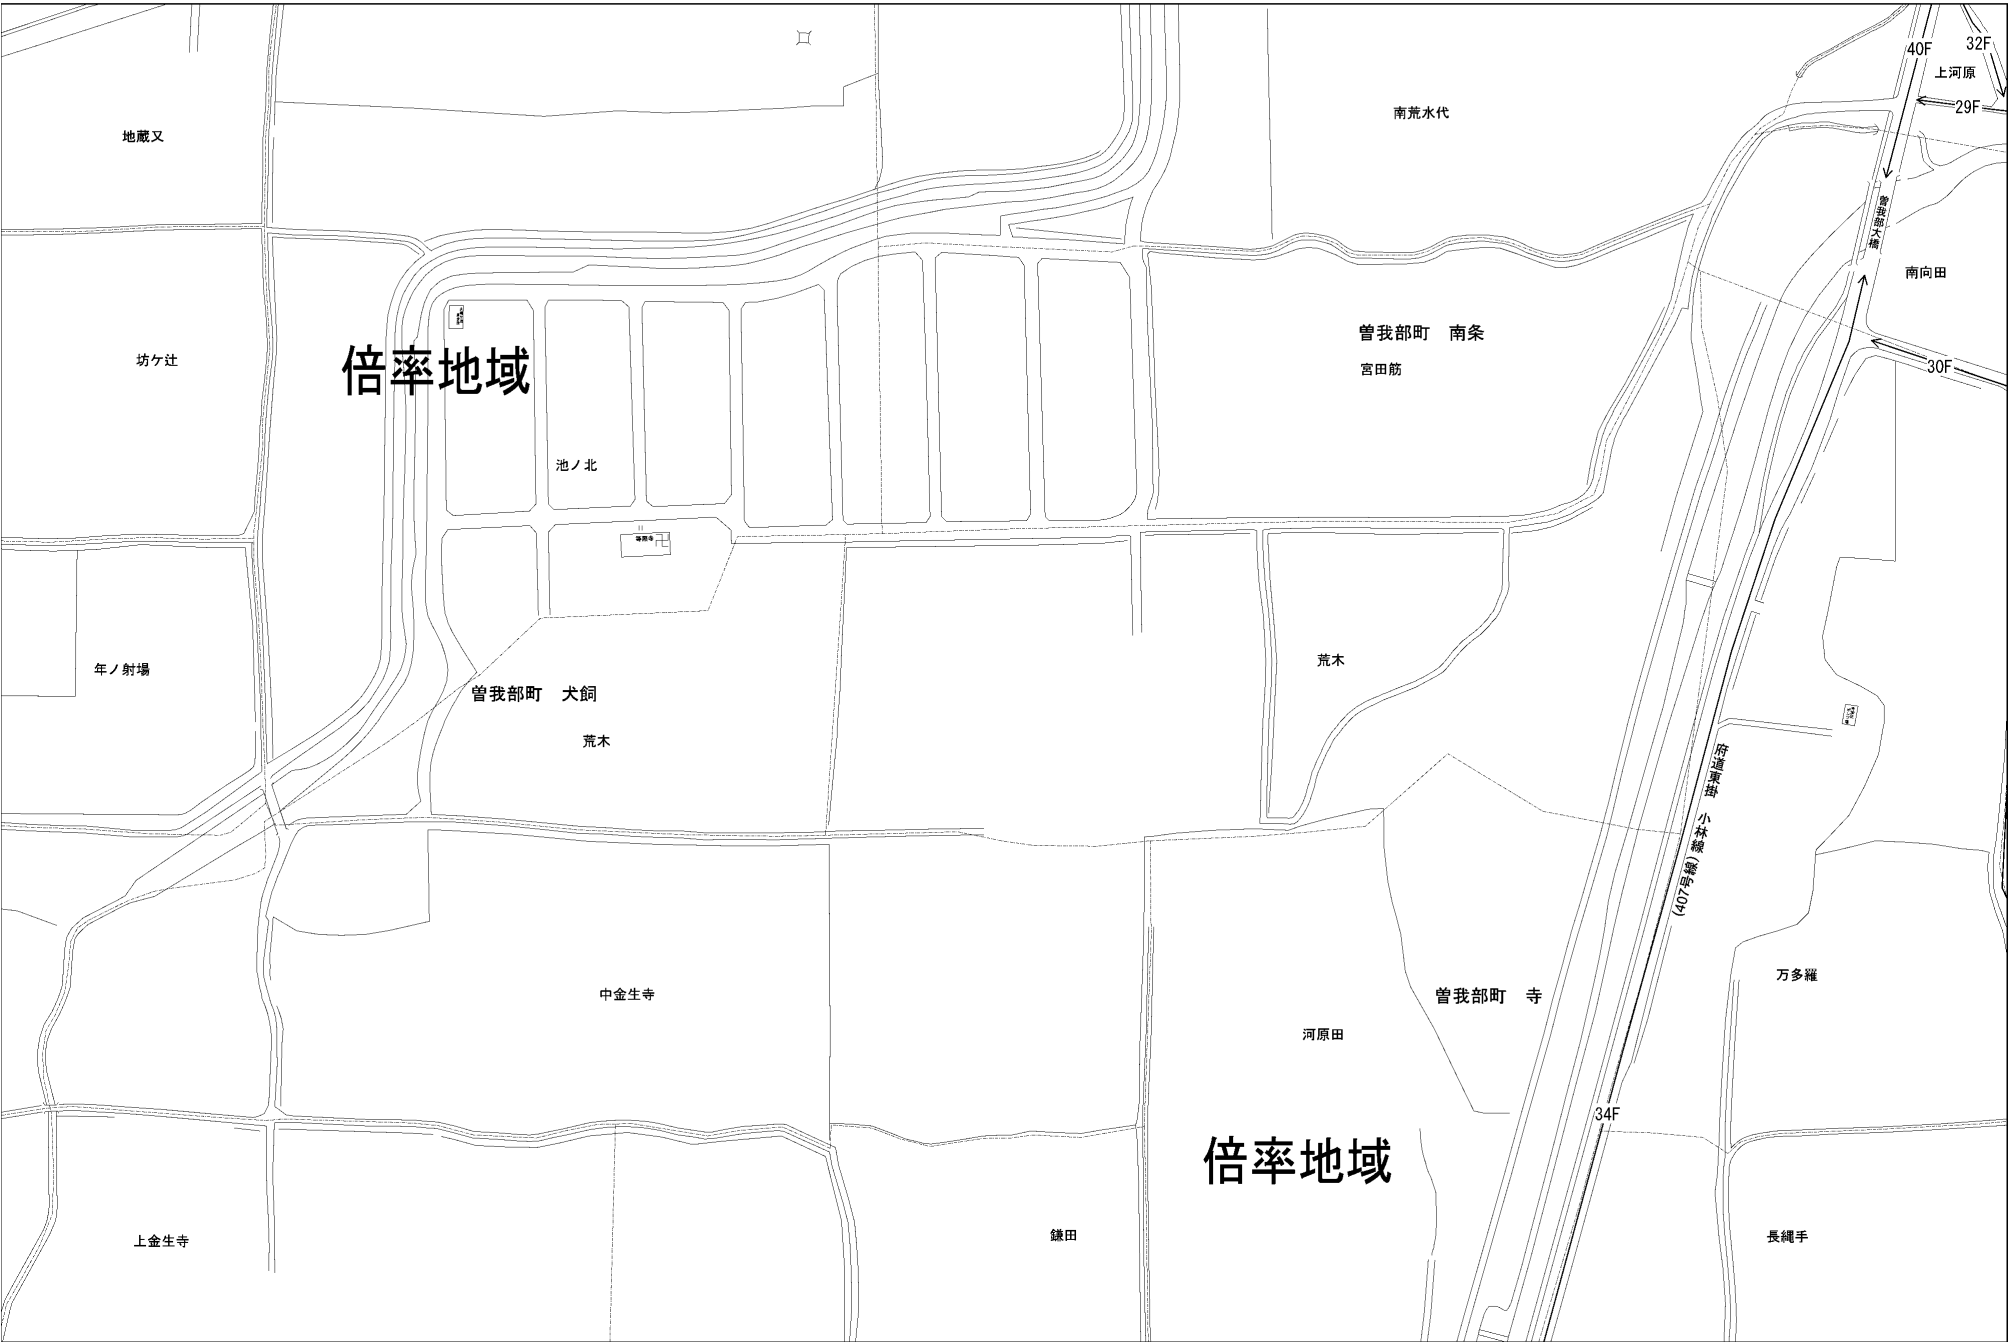 40F
32F
上河原
29F
南荒水代
地蔵又
曽我部大橋
南向田
曽我部町　南条
宮田筋
坊ケ辻
倍率地域
30F
池ノ北
年ノ射場
荒木
曽我部町　犬飼
荒木
府道東掛　小林線
(407号線)
万多羅
中金生寺
曽我部町　寺
河原田
34F
倍率地域
上金生寺
鎌田
長縄手